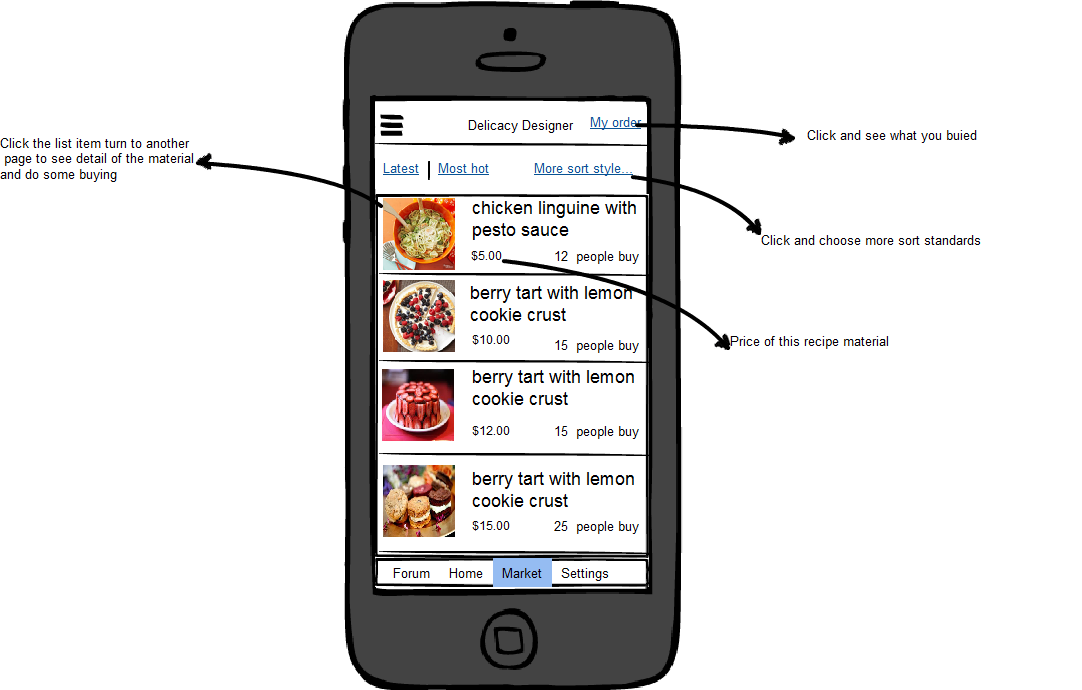 Delicacy Designer
My order
Click and see what you buied
Click the list item turn to another
page to see detail of the material
and do some buying
Latest
Most hot
More sort style...
Click and choose more sort standards
chicken linguine with
pesto sauce
$5.00
12 people buy
berry tart with lemon
cookie crust
$10.00
15 people buy
Price of this recipe material
berry tart with lemon
cookie crust
$12.00
15 people buy
berry tart with lemon
cookie crust
$15.00
25 people buy
Forum
Home
Market
Settings